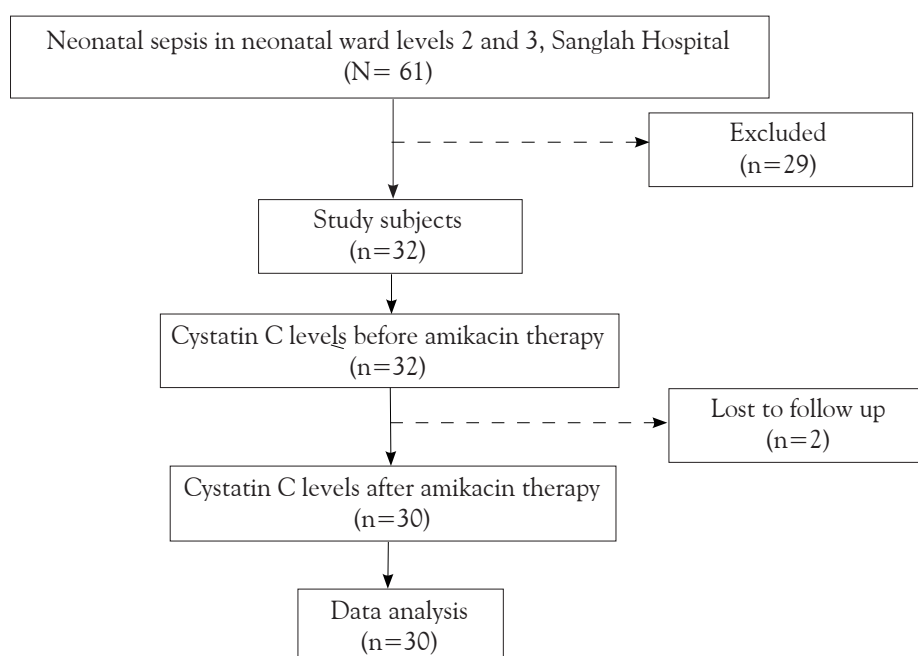 Neonatal sepsis in neonatal ward levels 2 and 3, Sanglah Hospital
(N= 61)
Excluded
(n=29)
Study subjects
(n=32)
Cystatin C levels before amikacin therapy
(n=32)
Lost to follow up
(n=2)
Cystatin C levels after amikacin therapy
(n=30)
Data analysis
(n=30)